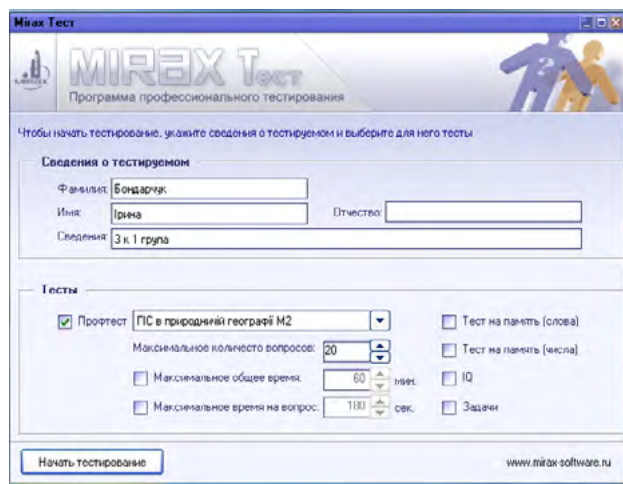 Mirax Тест
MIRAX Тест
Программа профессионального тестирования
Чтобы начать тестирование, укажите сведения о тестируемом и выберите для него тесты
Сведения о тестируемом
Фамилия: Бондарчук
Имя: Ірина Отчество:
Сведения: 3 к 1 група
Тесты
Профтест ГІС в природничій географії М2 Тест на память (слова)
Максимальное количесто вопросов: 20 Тест на память (числа)
Максимальное общее время: 60 мин. IQ
Максимальное время на вопрос: 180 сек. Задачи
Начать тестирование www.mirax-software.ru